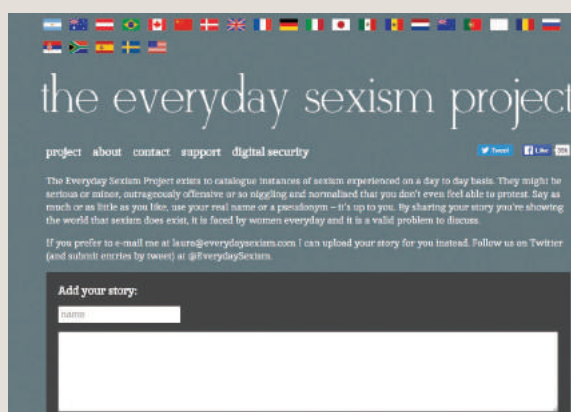 the everyday sexism project
project about contact support digital security
Tweet Like 35k
The Everyday Sexism Project exists to catalogue instances of sexism experienced on a day to day basis. They might be
serious or minor, outrageously offensive or so niggling and normalised that you don't even feel able to protest. Say as
much or as little as you like, use your real name or a pseudonym – it's up to you. By sharing your story you're showing
the world that sexism does exist, it is faced by women everyday and it is a valid problem to discuss.
If you prefer to e-mail me at laura@everydaysexism.com I can upload your story for you instead. Follow us on Twitter
(and submit entries by tweet) at @EverydaySexism.
Add your story:
name